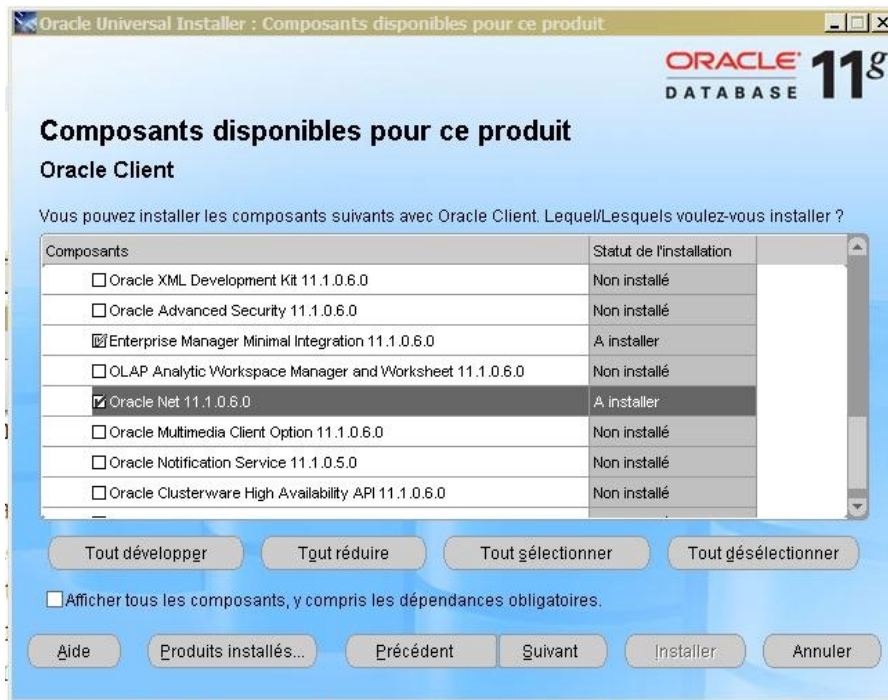 Oracle Universal Installer : Composants disponibles pour ce produit
ORACLE 11g
DATABASE
Composants disponibles pour ce produit
Oracle Client
Vous pouvez installer les composants suivants avec Oracle Client. Lequel/Lesquels voulez-vous installer ?
Composants Statut de l'installation
Oracle XML Development Kit 11.1.0.6.0 Non installé
Oracle Advanced Security 11.1.0.6.0 Non installé
Enterprise Manager Minimal Integration 11.1.0.6.0 A installer
OLAP Analytic Workspace Manager and Worksheet 11.1.0.6.0 Non installé
Oracle Net 11.1.0.6.0 A installer
Oracle Multimedia Client Option 11.1.0.6.0 Non installé
Oracle Notification Service 11.1.0.5.0 Non installé
Oracle Clusterware High Availability API 11.1.0.6.0 Non installé
Tout développer Tout réduire Tout sélectionner Tout désélectionner
Afficher tous les composants, y compris les dépendances obligatoires.
Aide Produits installés... Précédent Suivant Installer Annuler